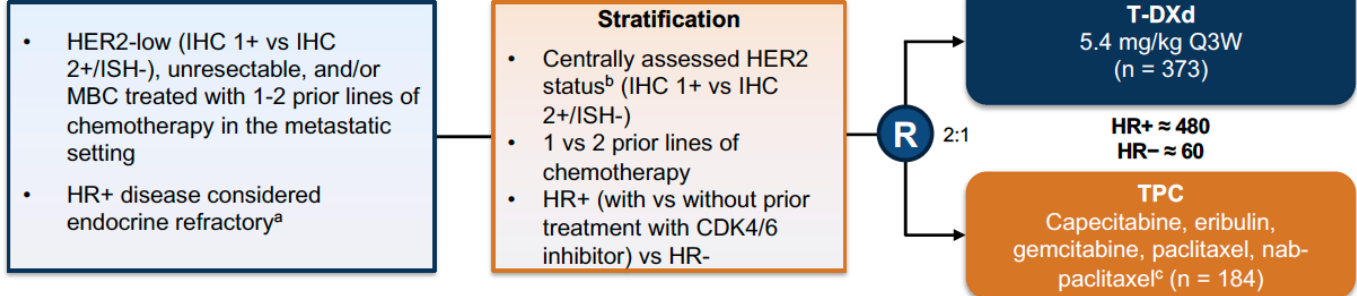 • HER2-low (IHC 1+ vs IHC
2+/ISH-), unresectable, and/or
MBC treated with 1-2 prior lines of
chemotherapy in the metastatic
setting
• HR+ disease considered
endocrine refractoryᵃ
Stratification
• Centrally assessed HER2
statusᵇ (IHC 1+ vs IHC
2+/ISH-)
• 1 vs 2 prior lines of
chemotherapy
• HR+ (with vs without prior
treatment with CDK4/6
inhibitor) vs HR-
R
2:1
T-DXd
5.4 mg/kg Q3W
(n = 373)
HR+ ≈ 480
HR− ≈ 60
TPC
Capecitabine, eribulin,
gemcitabine, paclitaxel, nab-
paclitaxelᶜ (n = 184)